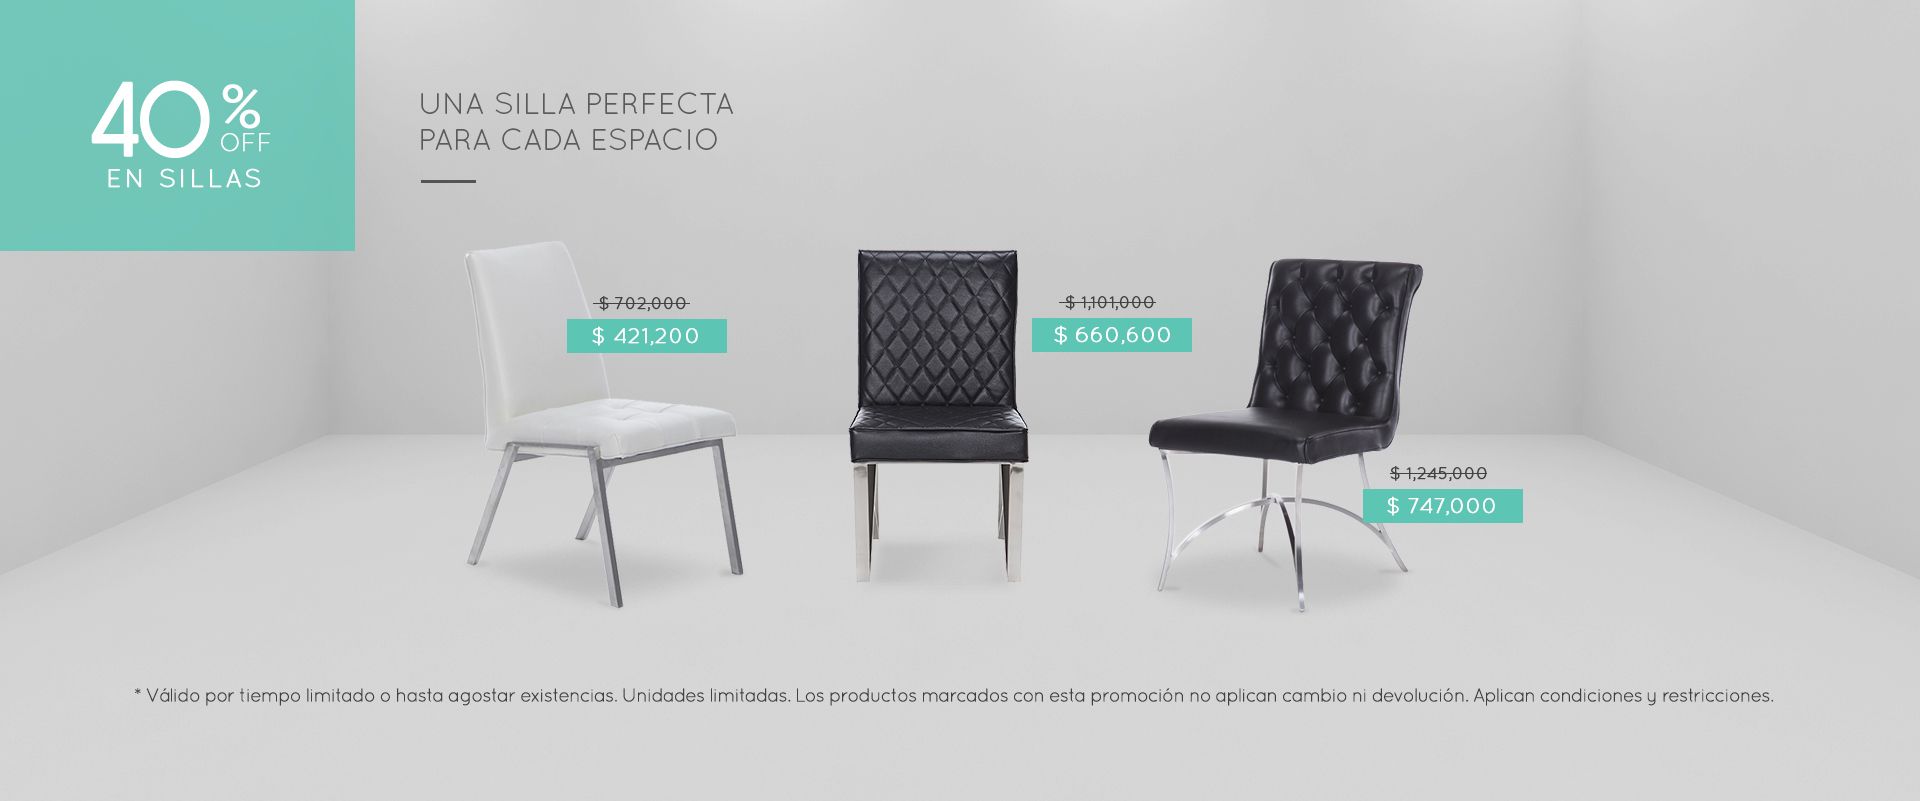 40% OFF
EN SILLAS
UNA SILLA PERFECTA
PARA CADA ESPACIO
$ 702,000
$ 421,200
$ 1,101,000
$ 660,600
$ 1,245,000
$ 747,000
* Válido por tiempo limitado o hasta agostar existencias. Unidades limitadas. Los productos marcados con esta promoción no aplican cambio ni devolución. Aplican condiciones y restricciones.